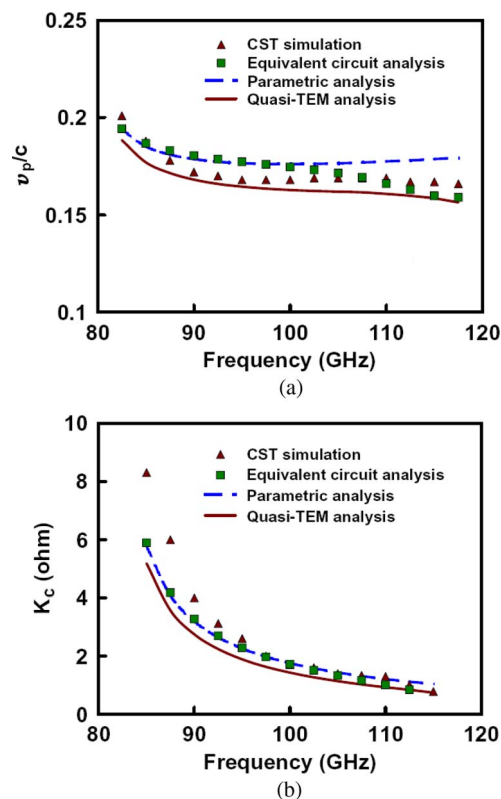 0.25
CST simulation
Equivalent circuit analysis
Parametric analysis
Quasi-TEM analysis
0.2
υp/c
0.15
0.1
80 90 100 110 120
Frequency (GHz)
(a)
10
CST simulation
Equivalent circuit analysis
Parametric analysis
Quasi-TEM analysis
8
6
Kc (ohm)
4
2
0
80 90 100 110 120
Frequency (GHz)
(b)